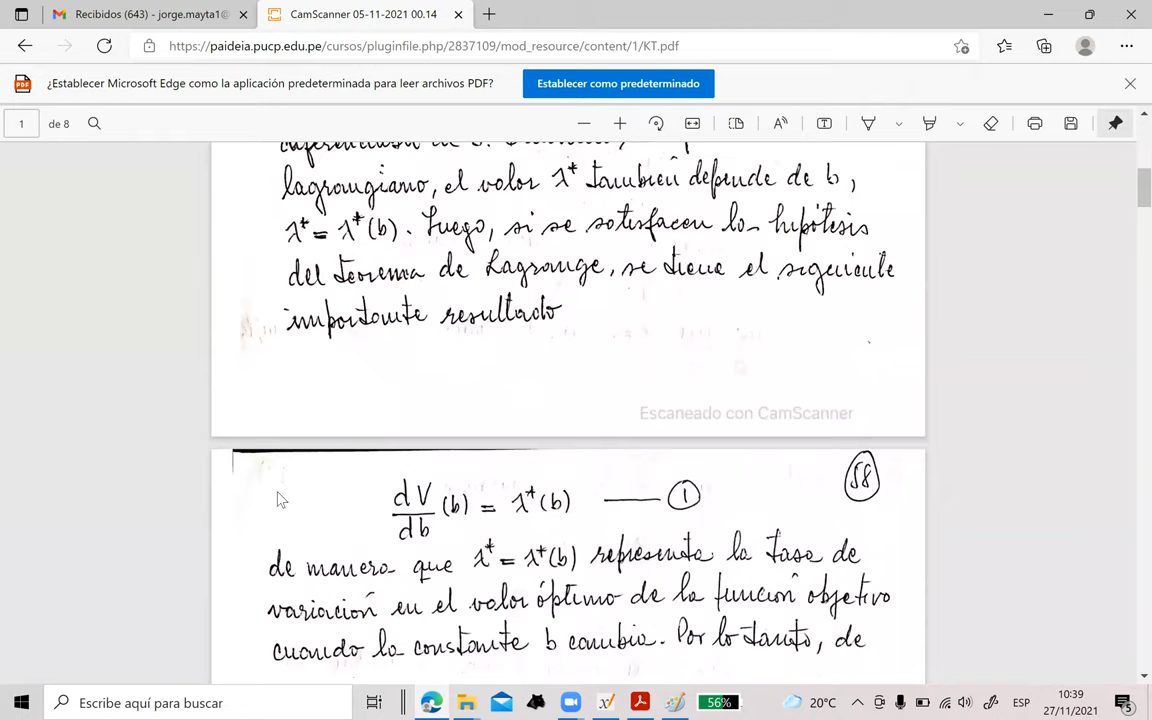 Recibidos (643) - jorge.mayta1@
CamScanner 05-11-2021 00.14
https://paideia.pucp.edu.pe/cursos/pluginfile.php/2837109/mod_resource/content/1/KT.pdf
¿Establecer Microsoft Edge como la aplicación predeterminada para leer archivos PDF?
Establecer como predeterminado
1 de 8
lagrangiano, el valor λ* también depende de b,
λ* = λ*(b). Luego, si se satisfacen la hipótesis
del teorema de Lagrange, se tiene el siguiente
importante resultado
Escaneado con CamScanner
58
dV/db (b) = λ*(b) —— ①
de manera que λ* = λ*(b) representa la tasa de
variación en el valor óptimo de la función objetivo
cuando la constante b cambia. Por lo tanto, de
Escribe aquí para buscar
56%
20°C
ESP
10:39
27/11/2021
5